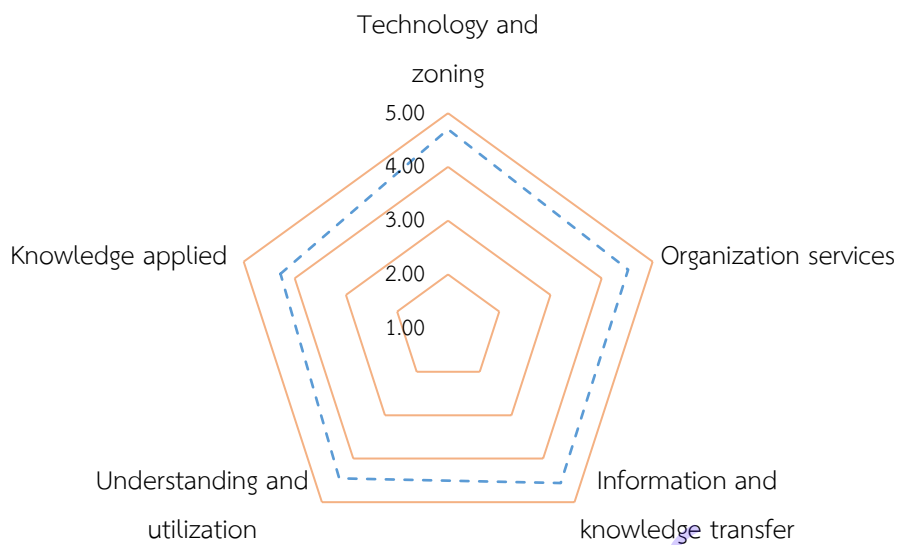 Technology and
zoning
5.00
4.00
3.00
2.00
1.00
Knowledge applied
Organization services
Understanding and
utilization
Information and
knowledge transfer